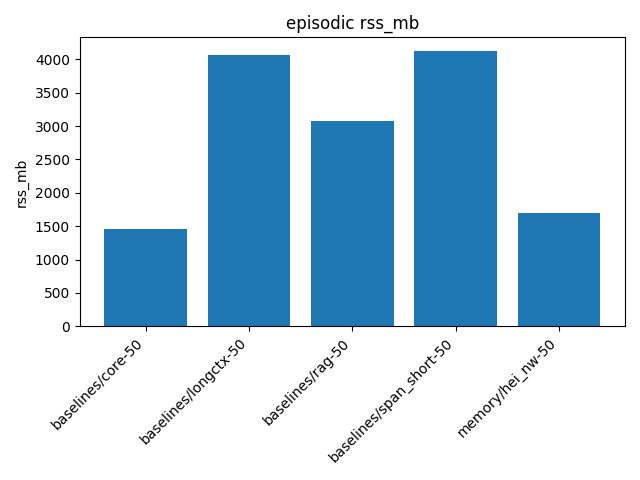 episodic rss_mb
rss_mb
4000
3500
3000
2500
2000
1500
1000
500
0
baselines/core-50
baselines/longctx-50
baselines/rag-50
baselines/span_short-50
memory/hei_nw-50